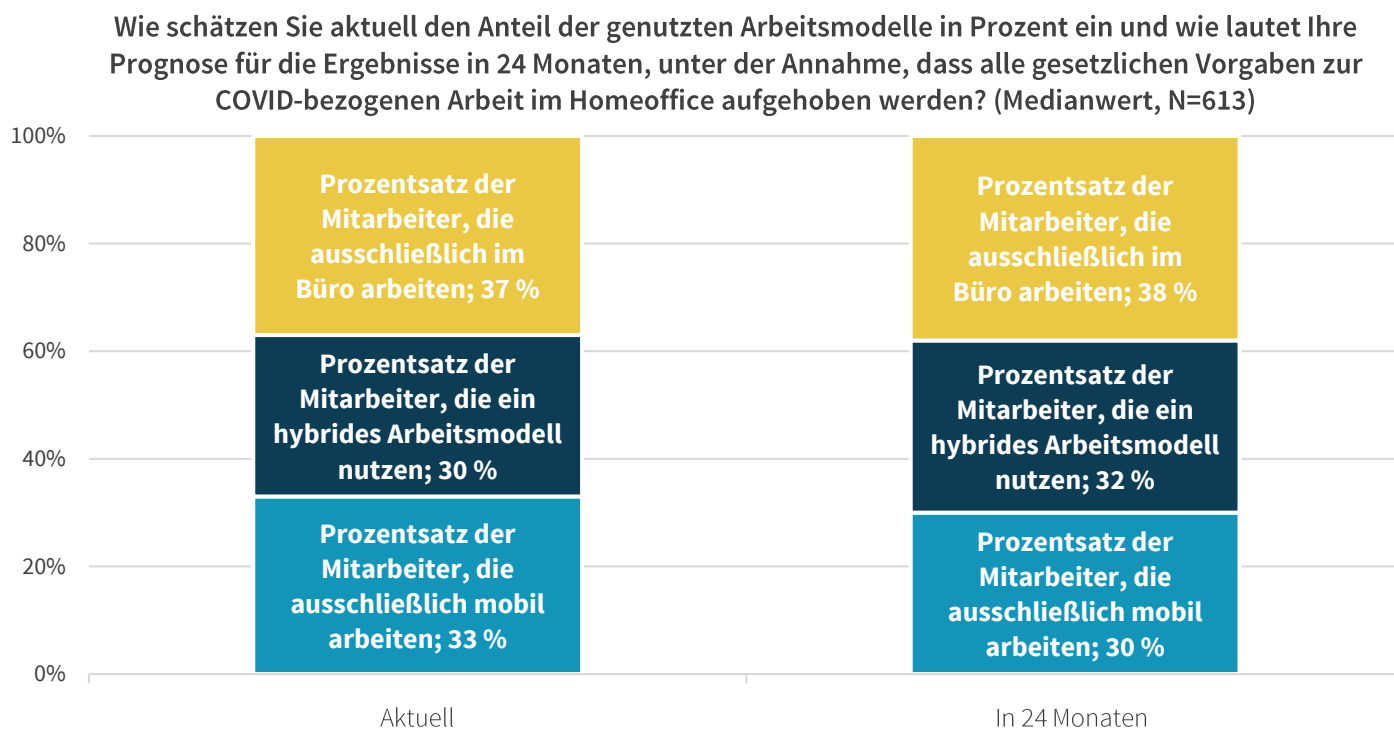 Wie schätzen Sie aktuell den Anteil der genutzten Arbeitsmodelle in Prozent ein und wie lautet Ihre
Prognose für die Ergebnisse in 24 Monaten, unter der Annahme, dass alle gesetzlichen Vorgaben zur
COVID-bezogenen Arbeit im Homeoffice aufgehoben werden? (Medianwert, N=613)
100%
80%
60%
40%
20%
0%
Prozentsatz der
Mitarbeiter, die
ausschließlich im
Büro arbeiten; 37 %
Prozentsatz der
Mitarbeiter, die ein
hybrides Arbeitsmodell
nutzen; 30 %
Prozentsatz der
Mitarbeiter, die
ausschließlich mobil
arbeiten; 33 %
Prozentsatz der
Mitarbeiter, die
ausschließlich im
Büro arbeiten; 38 %
Prozentsatz der
Mitarbeiter, die ein
hybrides Arbeitsmodell
nutzen; 32 %
Prozentsatz der
Mitarbeiter, die
ausschließlich mobil
arbeiten; 30 %
Aktuell
In 24 Monaten